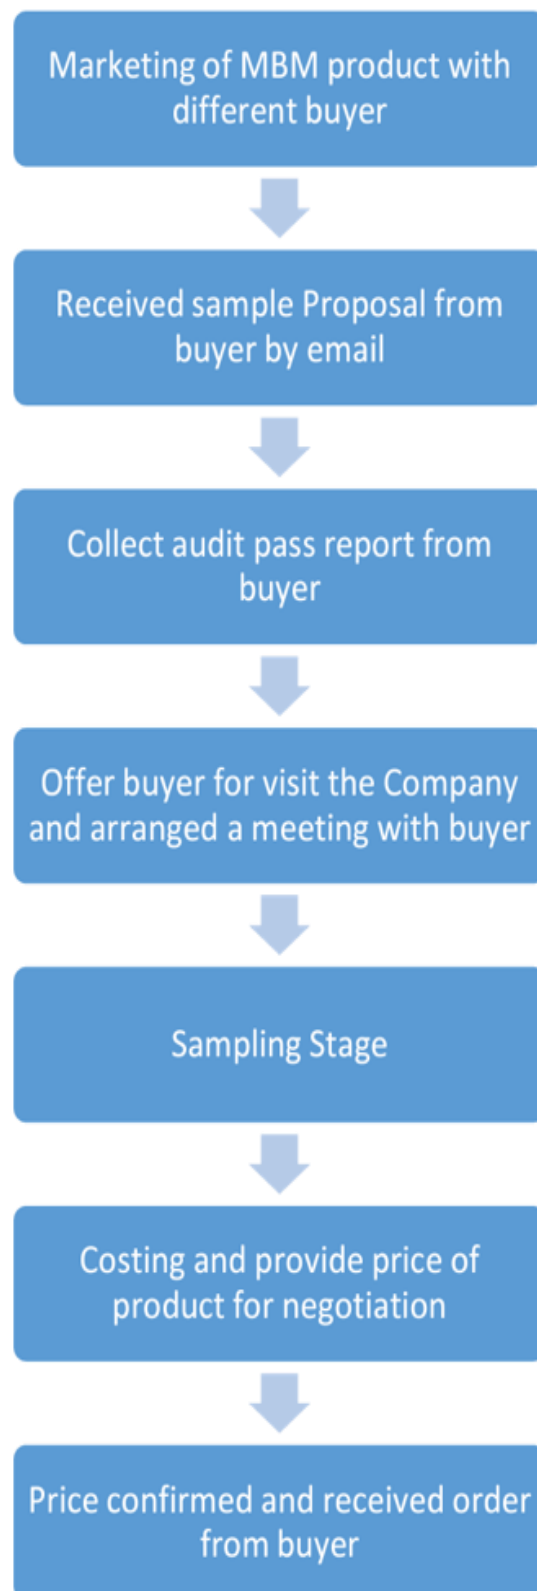 Marketing of MBM product with
different buyer
Received sample Proposal from
buyer by email
Collect audit pass report from
buyer
Offer buyer for visit the Company
and arranged a meeting with buyer
Sampling Stage
Costing and provide price of
product for negotiation
Price confirmed and received order
from buyer